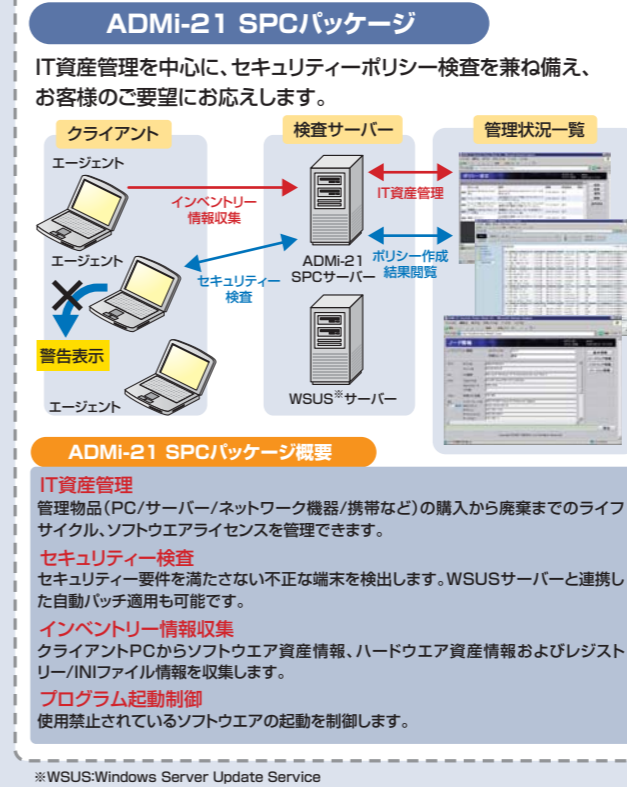 ADMi-21 SPCパッケージ
IT資産管理を中心に、セキュリティーポリシー検査を兼ね備え、
お客様のご要望にお応えします。
クライアント
検査サーバー
管理状況一覧
エージェント
インベントリー
情報収集
IT資産管理
エージェント
セキュリティー
検査
ADMi-21
SPCサーバー
ポリシー作成
結果閲覧
警告表示
エージェント
WSUS※サーバー
ADMi-21 SPCパッケージ概要
IT資産管理
管理物品(PC/サーバー/ネットワーク機器/携帯など)の購入から廃棄までのライフ
サイクル、ソフトウエアライセンスを管理できます。
セキュリティー検査
セキュリティー要件を満たさない不正な端末を検出します。WSUSサーバーと連携し
た自動パッチ適用も可能です。
インベントリー情報収集
クライアントPCからソフトウエア資産情報、ハードウエア資産情報およびレジスト
リー/INIファイル情報を収集します。
プログラム起動制御
使用禁止されているソフトウエアの起動を制御します。
※WSUS:Windows Server Update Service